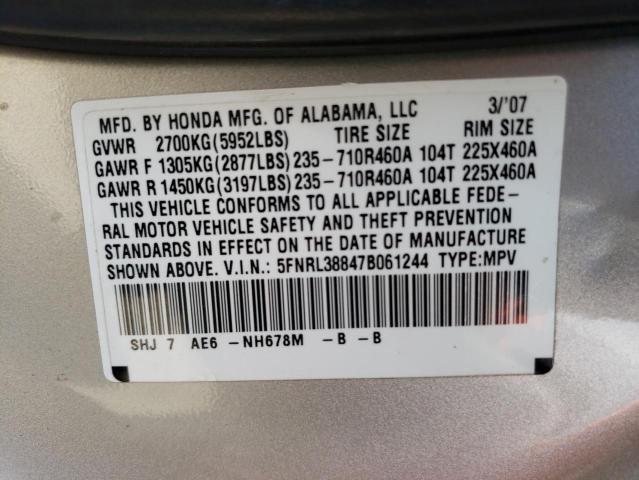 MFD. BY HONDA MFG. OF ALABAMA, LLC 3/'07
GVWR 2700KG(5952LBS) TIRE SIZE RIM SIZE
GAWR F 1305KG(2877LBS)235-710R460A 104T 225X460A
GAWR R 1450KG(3197LBS)235-710R460A 104T 225X460A
THIS VEHICLE CONFORMS TO ALL APPLICABLE FEDE-
RAL MOTOR VEHICLE SAFETY AND THEFT PREVENTION
STANDARDS IN EFFECT ON THE DATE OF MANUFACTURE
SHOWN ABOVE. V.I.N.: 5FNRL38847B061244 TYPE:MPV
SHJ 7 AE6 -NH678M -B -B